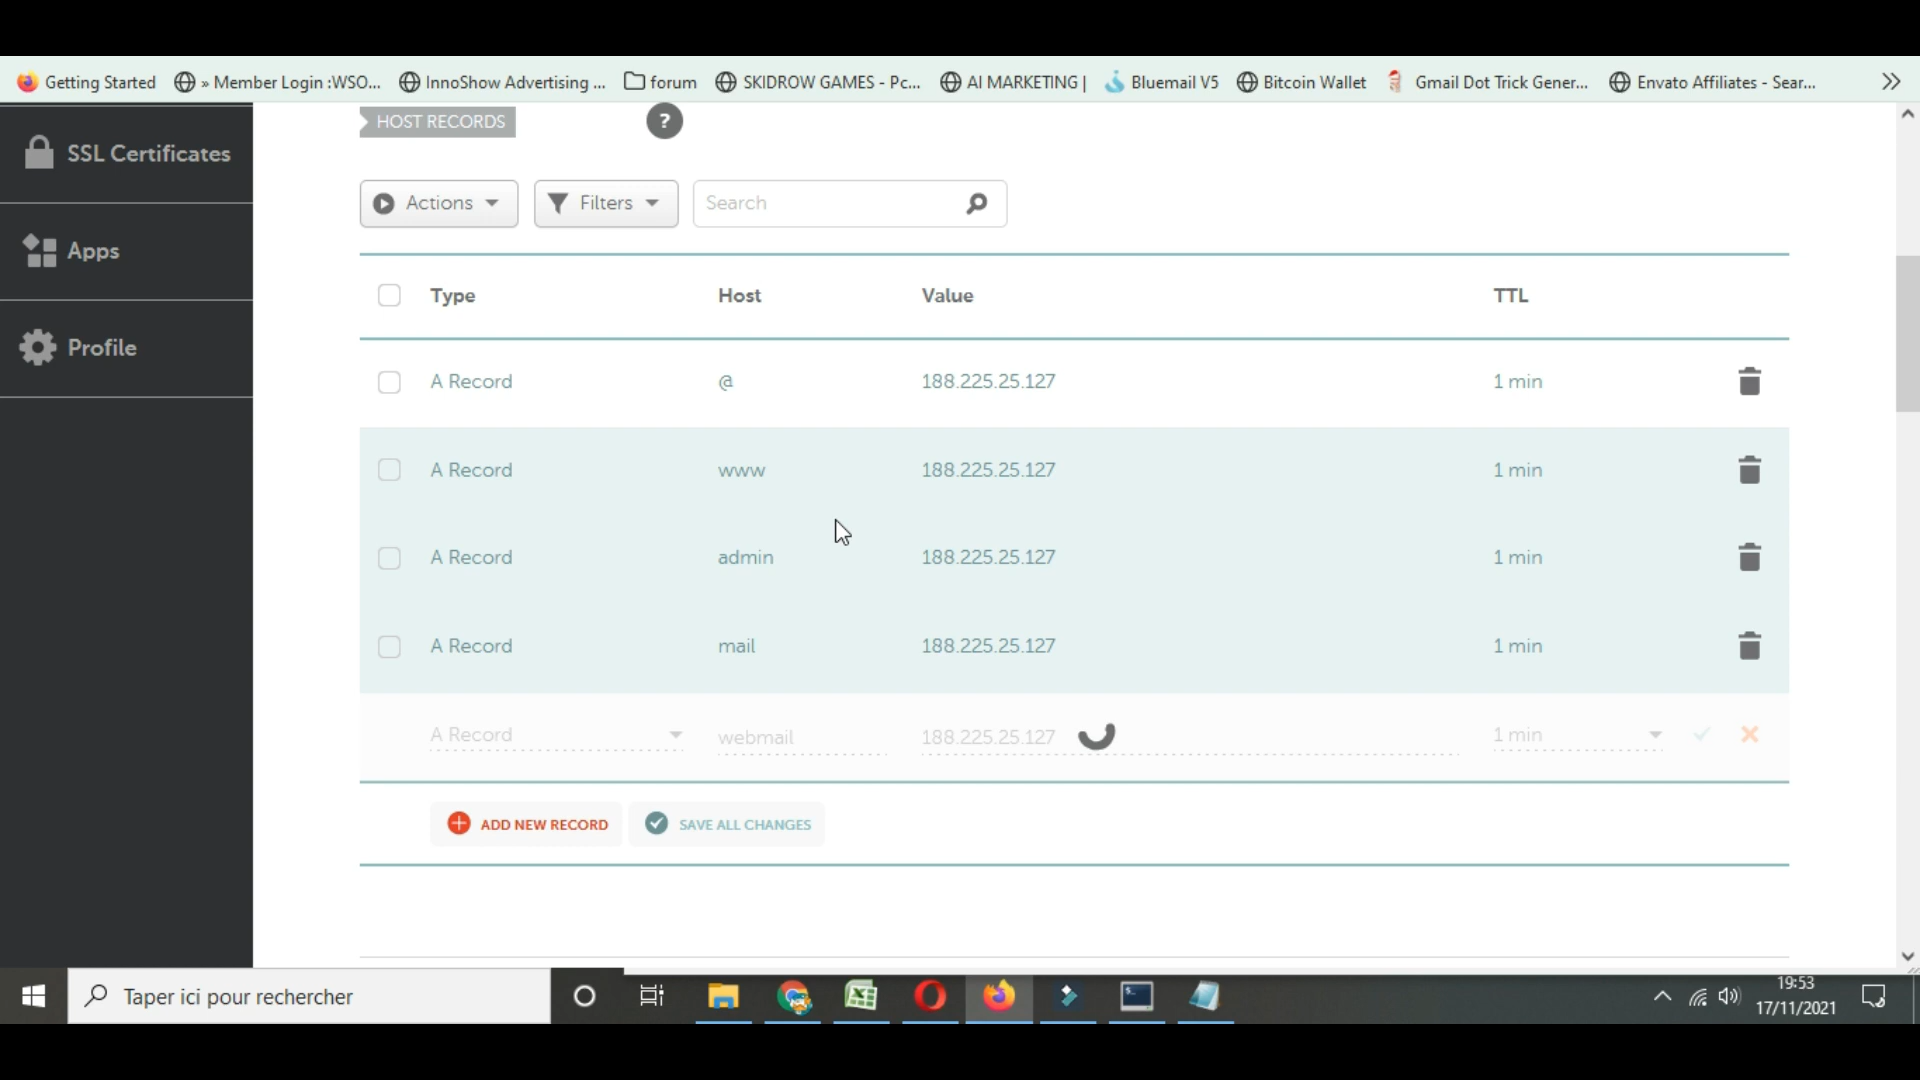 Getting Started » Member Login :WSO... InnoShow Advertising ... forum SKIDROW GAMES - Pc... AI MARKETING | Bluemail V5 Bitcoin Wallet Gmail Dot Trick Gener... Envato Affiliates - Sear...
HOST RECORDS ?
SSL Certificates
Apps
Profile
Actions Filters Search
Type Host Value TTL
A Record @ 188.225.25.127 1 min
A Record www 188.225.25.127 1 min
A Record admin 188.225.25.127 1 min
A Record mail 188.225.25.127 1 min
A Record webmail 188.225.25.127 1 min
ADD NEW RECORD SAVE ALL CHANGES
Taper ici pour rechercher
19:53
17/11/2021